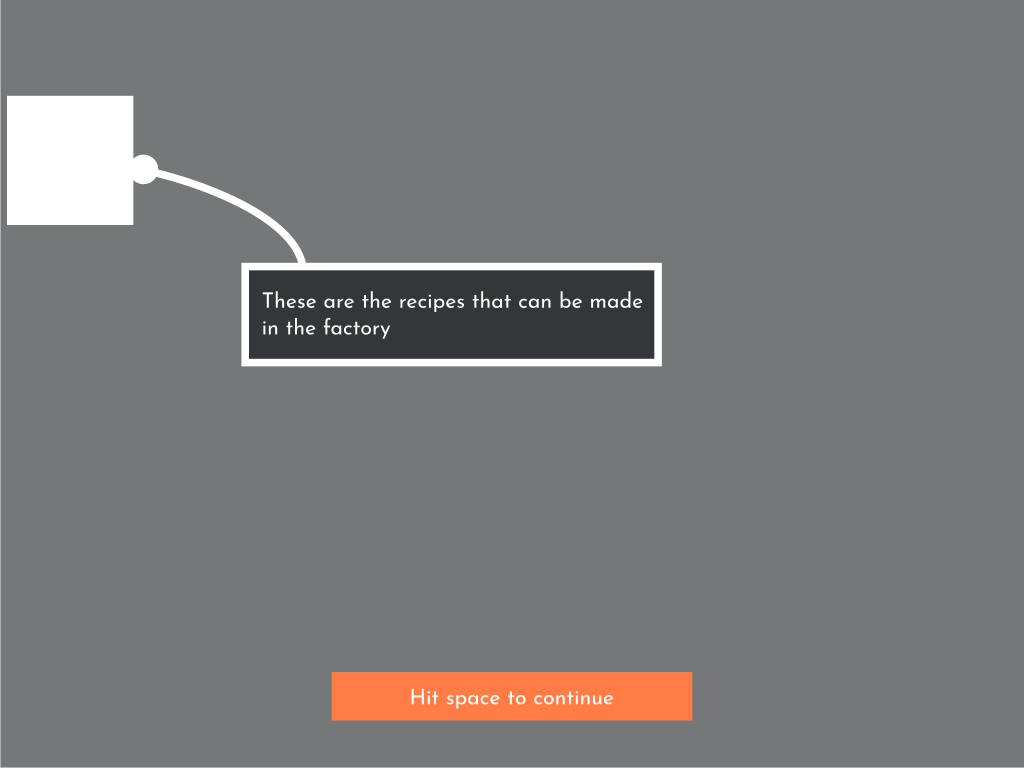 These are the recipes that can be made
in the factory
Hit space to continue